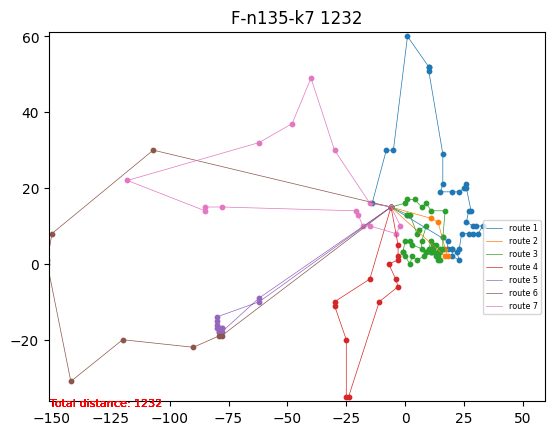 F-n135-k7 1232
60
40
20
0
−20
−150
−125
−100
−75
−50
−25
0
25
50
route 1
route 2
route 3
route 4
route 5
route 6
route 7
Total distance: 1232